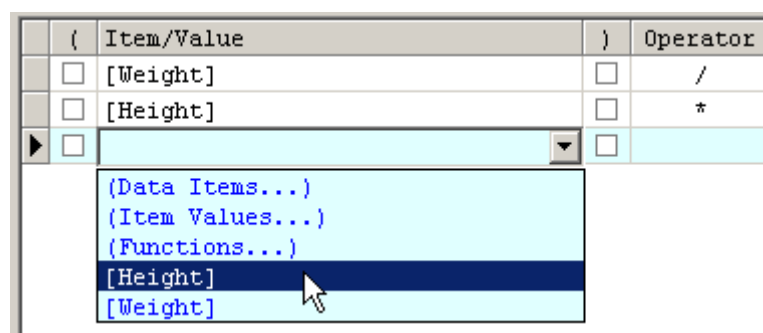 ( Item/Value ) Operator
[Weight] /
[Height] *
(Data Items...)
(Item Values...)
(Functions...)
[Height]
[Weight]